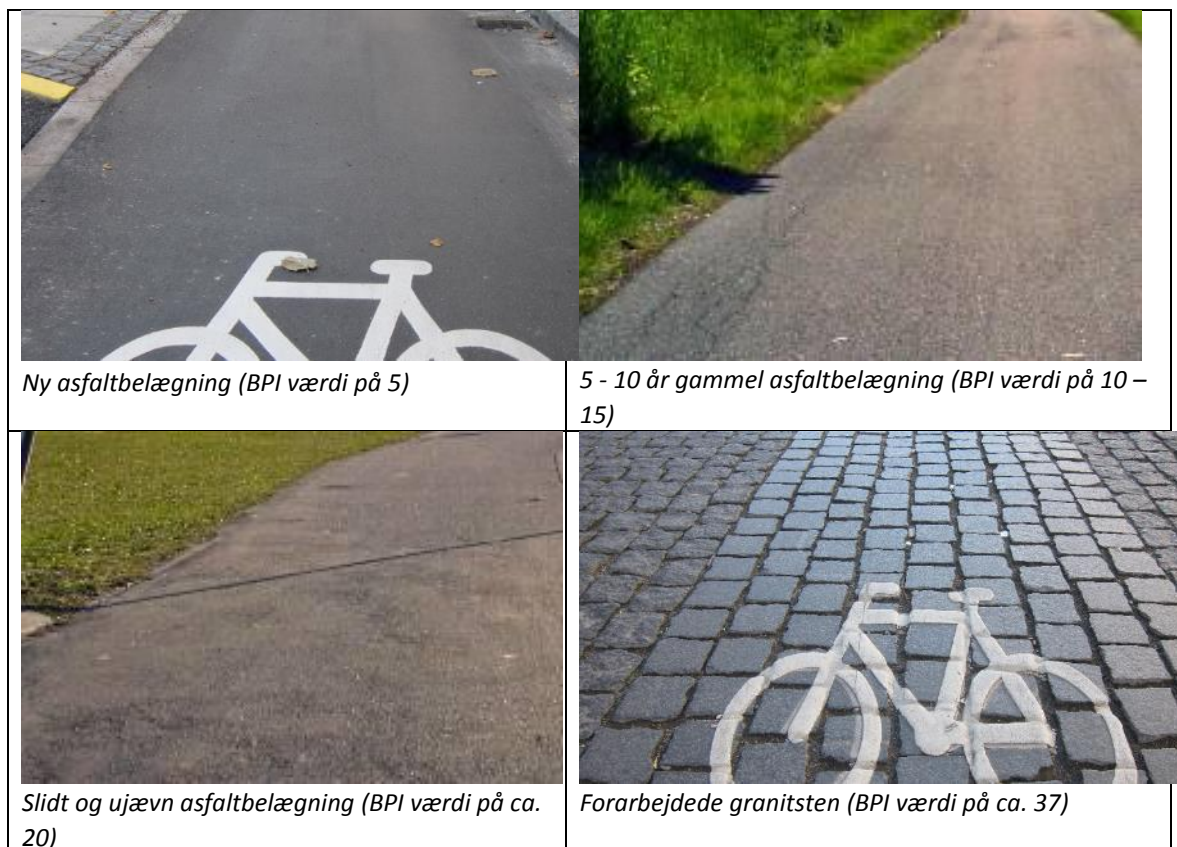 Ny asfaltbelægning (BPI værdi på 5)
5 - 10 år gammel asfaltbelægning (BPI værdi på 10 –
15)
Slidt og ujævn asfaltbelægning (BPI værdi på ca.
20)
Forarbejdede granitsten (BPI værdi på ca. 37)